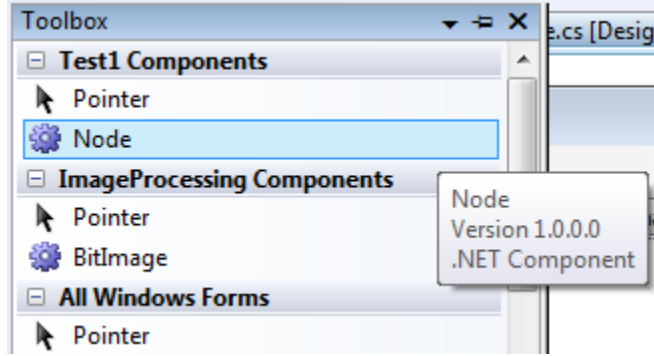 Toolbox
e.cs [Desig
Test1 Components
Pointer
Node
ImageProcessing Components
Pointer
BitImage
All Windows Forms
Pointer
Node
Version 1.0.0.0
.NET Component